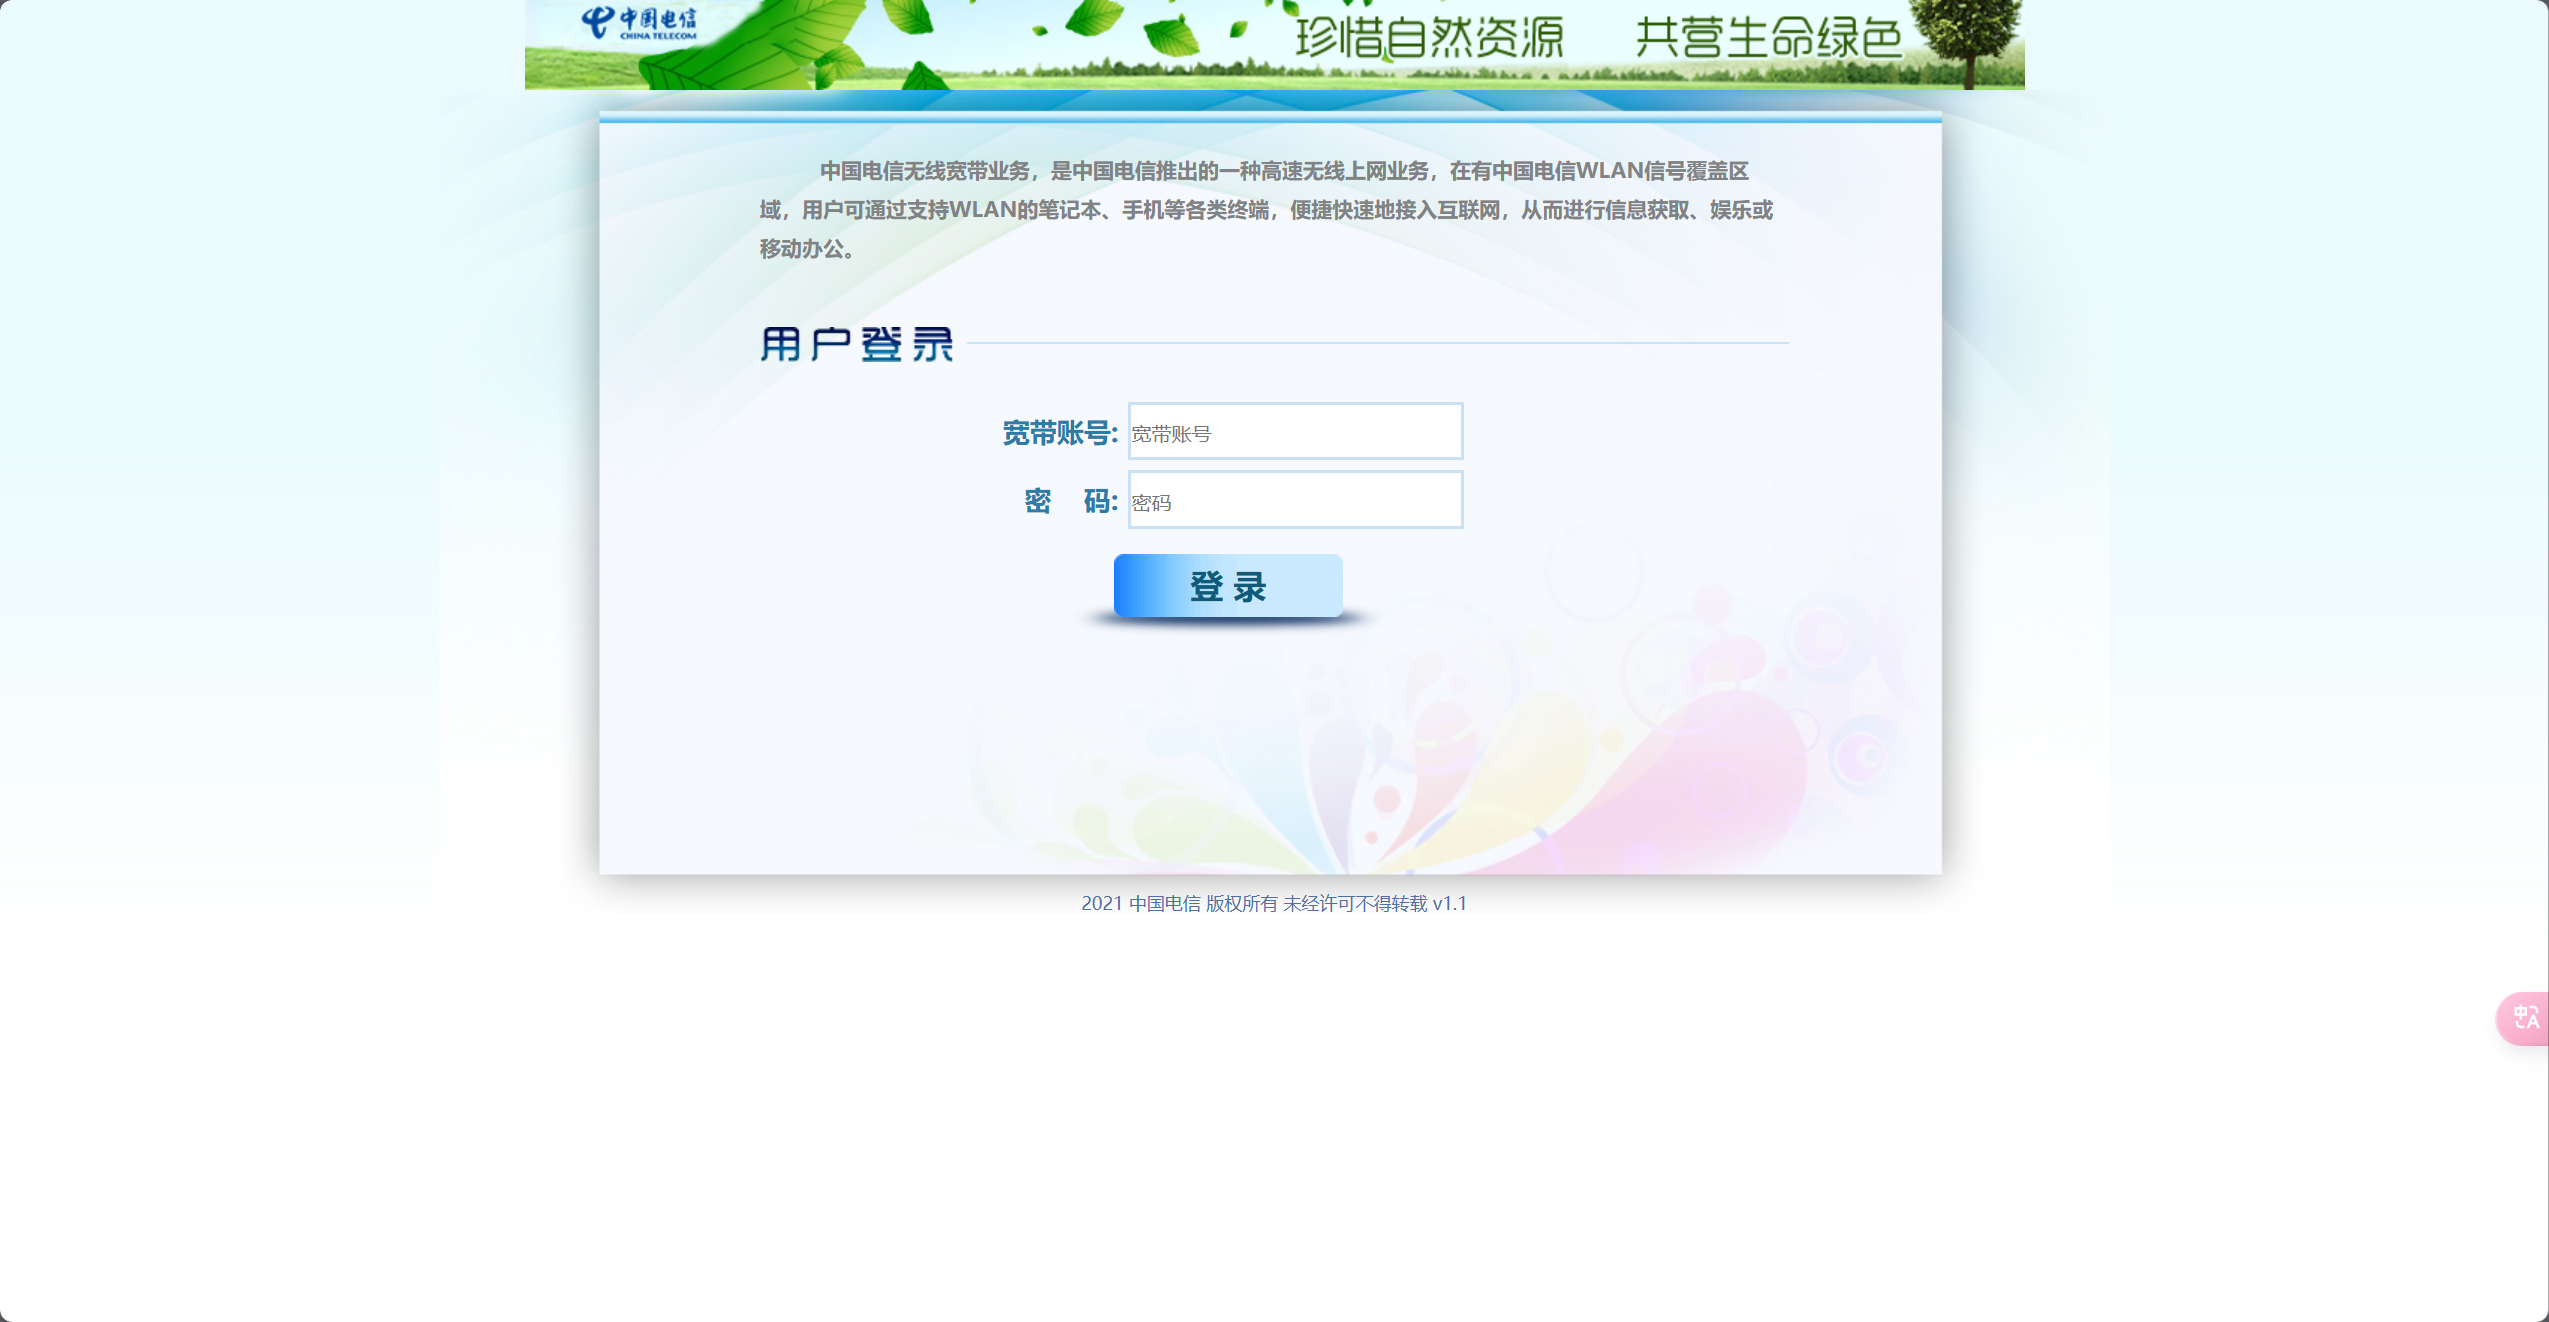 中国电信
CHINA TELECOM
珍惜自然资源 共营生命绿色
中国电信无线宽带业务，是中国电信推出的一种高速无线上网业务，在有中国电信WLAN信号覆盖区
域，用户可通过支持WLAN的笔记本、手机等各类终端，便捷快速地接入互联网，从而进行信息获取、娱乐或
移动办公。
用户登录
宽带账号: 宽带账号
密 码: 密码
登 录
2021 中国电信 版权所有 未经许可不得转载 v1.1
中A